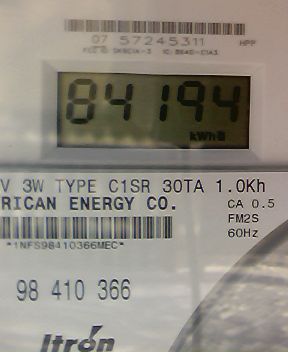 07 57245311 HPP
84194
kWh
V 3W TYPE C1SR 30TA 1.0Kh
RICAN ENERGY CO.
CA 0.5
FM2S
60Hz
*1NFS98410366MEC*
98 410 366
Itron